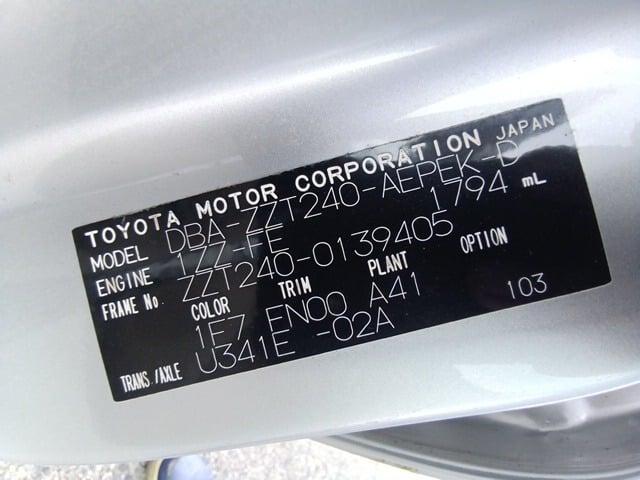 TOYOTA MOTOR CORPORATION JAPAN
MODEL DBA-ZZT240-AEPEK-D
ENGINE 1ZZ-FE 1794 mL
FRAME No. ZZT240-0139405
COLOR TRIM PLANT OPTION
1F7 FN00 A41 103
TRANS./AXLE U341E -02A